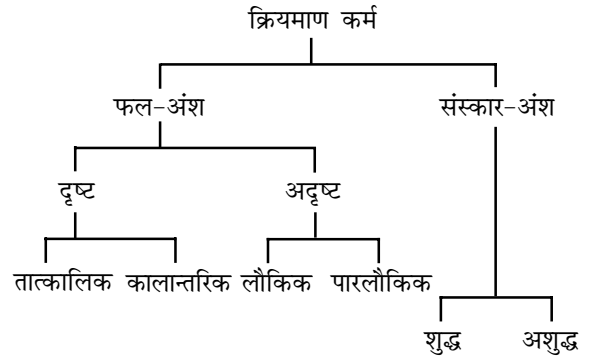 क्रियमाण कर्म
फल-अंश संस्कार-अंश
दृष्ट अदृष्ट
तात्कालिक कालान्तरिक लौकिक पारलौकिक
शुद्ध अशुद्ध